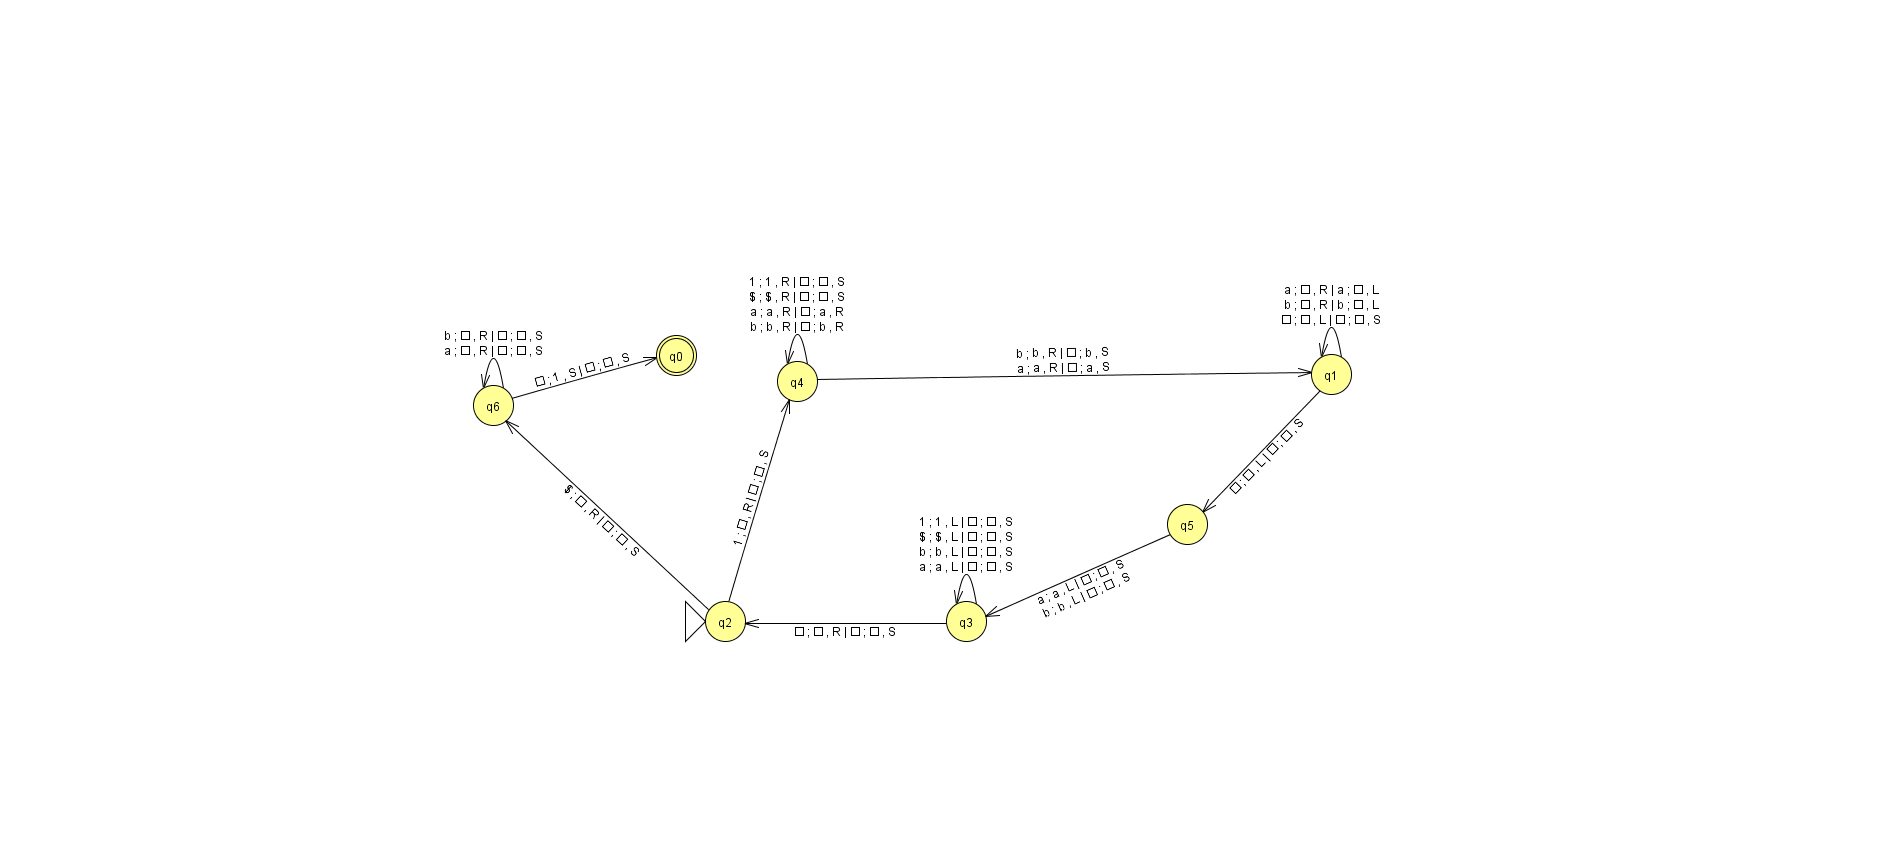 1 ; 1 , R | □ ; □ , S
$ ; $ , R | □ ; □ , S
a ; a , R | □ ; a , R
b ; b , R | □ ; b , R
a ; □ , R | a ; □ , L
b ; □ , R | b ; □ , L
□ ; □ , L | □ ; □ , S
b ; □ , R | □ ; □ , S
a ; □ , R | □ ; □ , S
□ ; 1 , S | □ ; □ , S
q0
b ; b , R | □ ; b , S
a ; a , R | □ ; a , S
q4
q1
q6
$ ; □ , R | □ ; □ , S
1 ; □ , R | □ ; □ , S
□ ; □ , L | □ ; □ , S
q5
1 ; 1 , L | □ ; □ , S
$ ; $ , L | □ ; □ , S
b ; b , L | □ ; □ , S
a ; a , L | □ ; □ , S
a ; a , L | □ ; □ , S
b ; b , L | □ ; □ , S
q2
q3
□ ; □ , R | □ ; □ , S